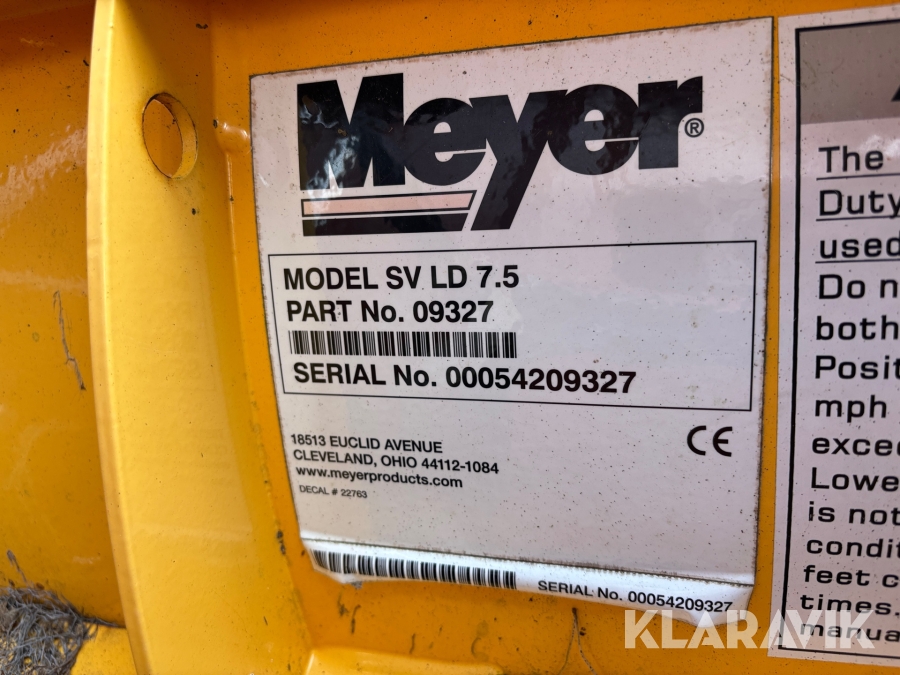 Meyer®
MODEL SV LD 7.5
PART No. 09327
SERIAL No. 00054209327
18513 EUCLID AVENUE
CLEVELAND, OHIO 44112-1084
www.meyerproducts.com
DECAL # 22763
CE
SERIAL No. 00054209327
The
Duty
used
Do n
both
Posit
mph
excee
Lowe
is not
condit
feet c
times.
manua
KLARAVIK